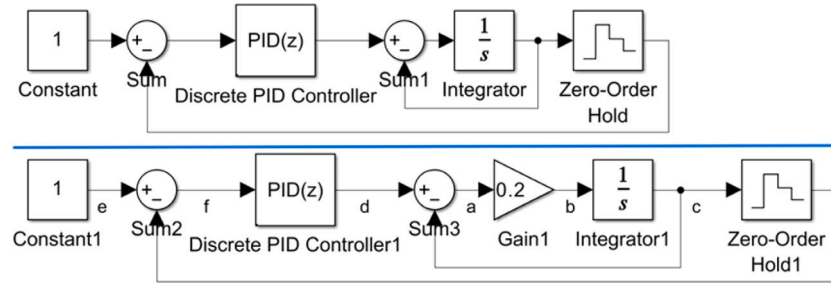 1
Constant
+
−
Sum
PID(z)
Discrete PID Controller
+
−
Sum1
1
s
Integrator
Zero-Order
Hold
1
Constant1
e
+
−
Sum2
f
PID(z)
Discrete PID Controller1
d
+
−
Sum3
a
0.2
Gain1
b
1
s
Integrator1
c
Zero-Order
Hold1